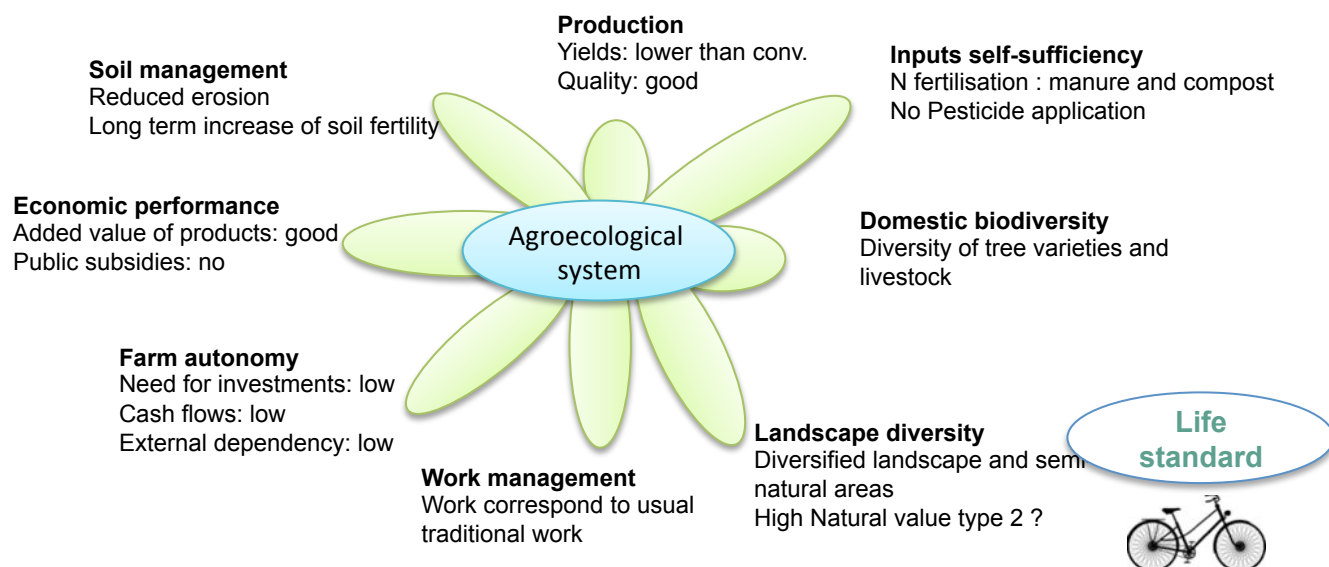 Production
Yields: lower than conv.
Quality: good
Soil management
Reduced erosion
Long term increase of soil fertility
Inputs self-sufficiency
N fertilisation : manure and compost
No Pesticide application
Economic performance
Added value of products: good
Public subsidies: no
Agroecological
system
Domestic biodiversity
Diversity of tree varieties and
livestock
Farm autonomy
Need for investments: low
Cash flows: low
External dependency: low
Work management
Work correspond to usual
traditional work
Landscape diversity
Diversified landscape and semi
natural areas
High Natural value type 2 ?
Life
standard